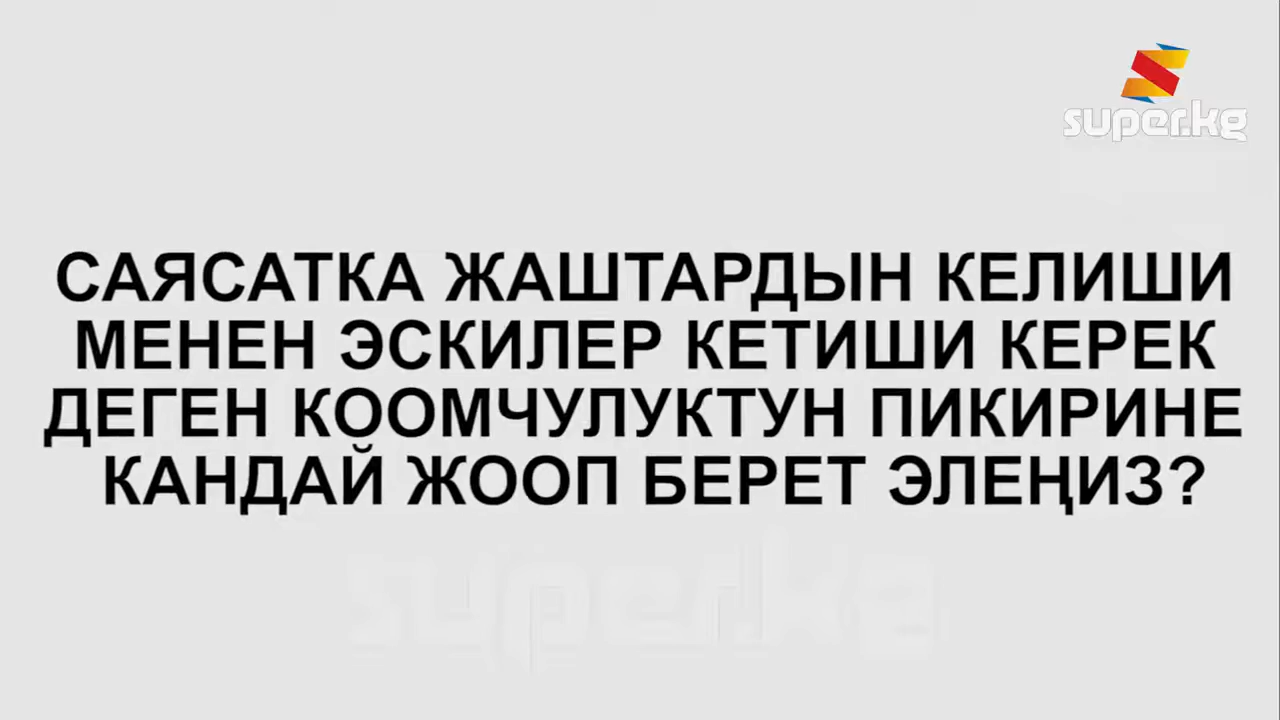 super.kg
САЯСАТКА ЖАШТАРДЫН КЕЛИШИ
МЕНЕН ЭСКИЛЕР КЕТИШИ КЕРЕК
ДЕГЕН КООМЧУЛУКТУН ПИКИРИНЕ
КАНДАЙ ЖООП БЕРЕТ ЭЛЕҢИЗ?
super.kg